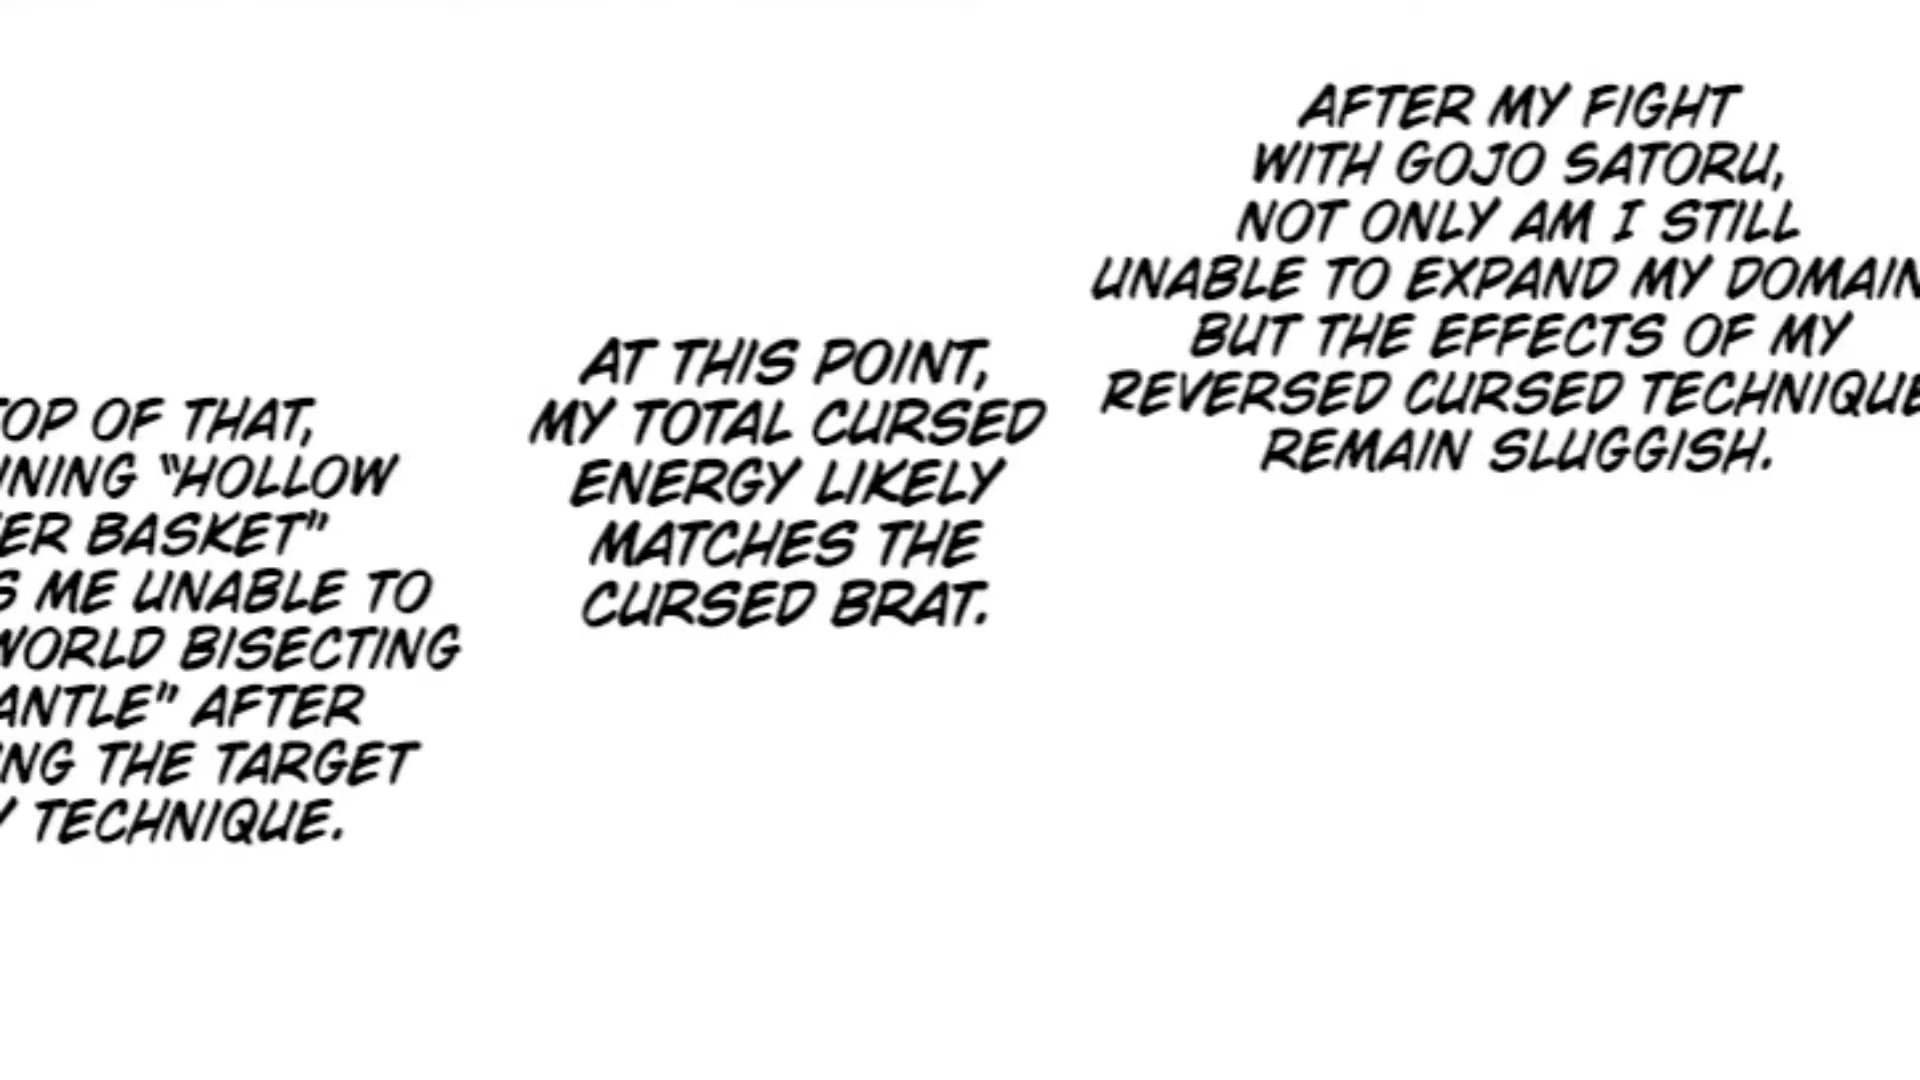 AFTER MY FIGHT
WITH GOJO SATORU,
NOT ONLY AM I STILL
UNABLE TO EXPAND MY DOMAIN
BUT THE EFFECTS OF MY
REVERSED CURSED TECHNIQUE
REMAIN SLUGGISH.
AT THIS POINT,
MY TOTAL CURSED
ENERGY LIKELY
MATCHES THE
CURSED BRAT.
TOP OF THAT,
"HOLLOW
BASKET"
ME UNABLE TO
WORLD BISECTING
AFTER
THE TARGET
TECHNIQUE.